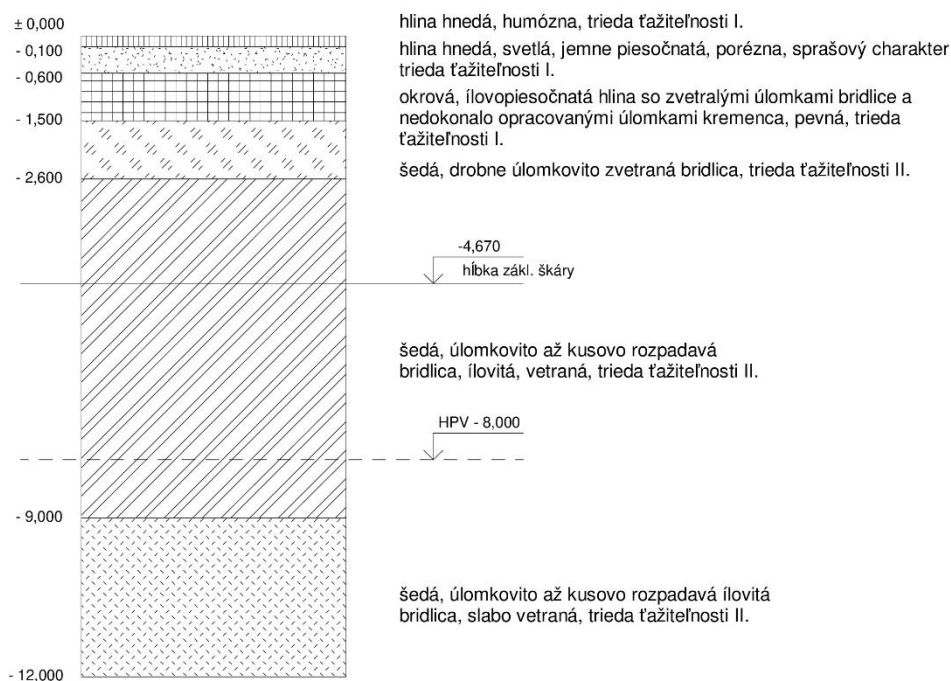 ± 0,000
hlina hnedá, humózna, trieda ťažiteľnosti I.
- 0,100
hlina hnedá, svetlá, jemne piesočnatá, porézna, sprašový charakter
trieda ťažiteľnosti I.
- 0,600
okrová, ílovopiesočnatá hlina so zvetralými úlomkami bridlice a
nedokonalo opracovanými úlomkami kremenca, pevná, trieda
ťažiteľnosti I.
- 1,500
šedá, drobne úlomkovito zvetraná bridlica, trieda ťažiteľnosti II.
- 2,600
-4,670
hĺbka zákl. škáry
šedá, úlomkovito až kusovo rozpadavá
bridlica, ílovitá, vetraná, trieda ťažiteľnosti II.
HPV - 8,000
- 9,000
šedá, úlomkovito až kusovo rozpadavá ílovitá
bridlica, slabo vetraná, trieda ťažiteľnosti II.
- 12,000